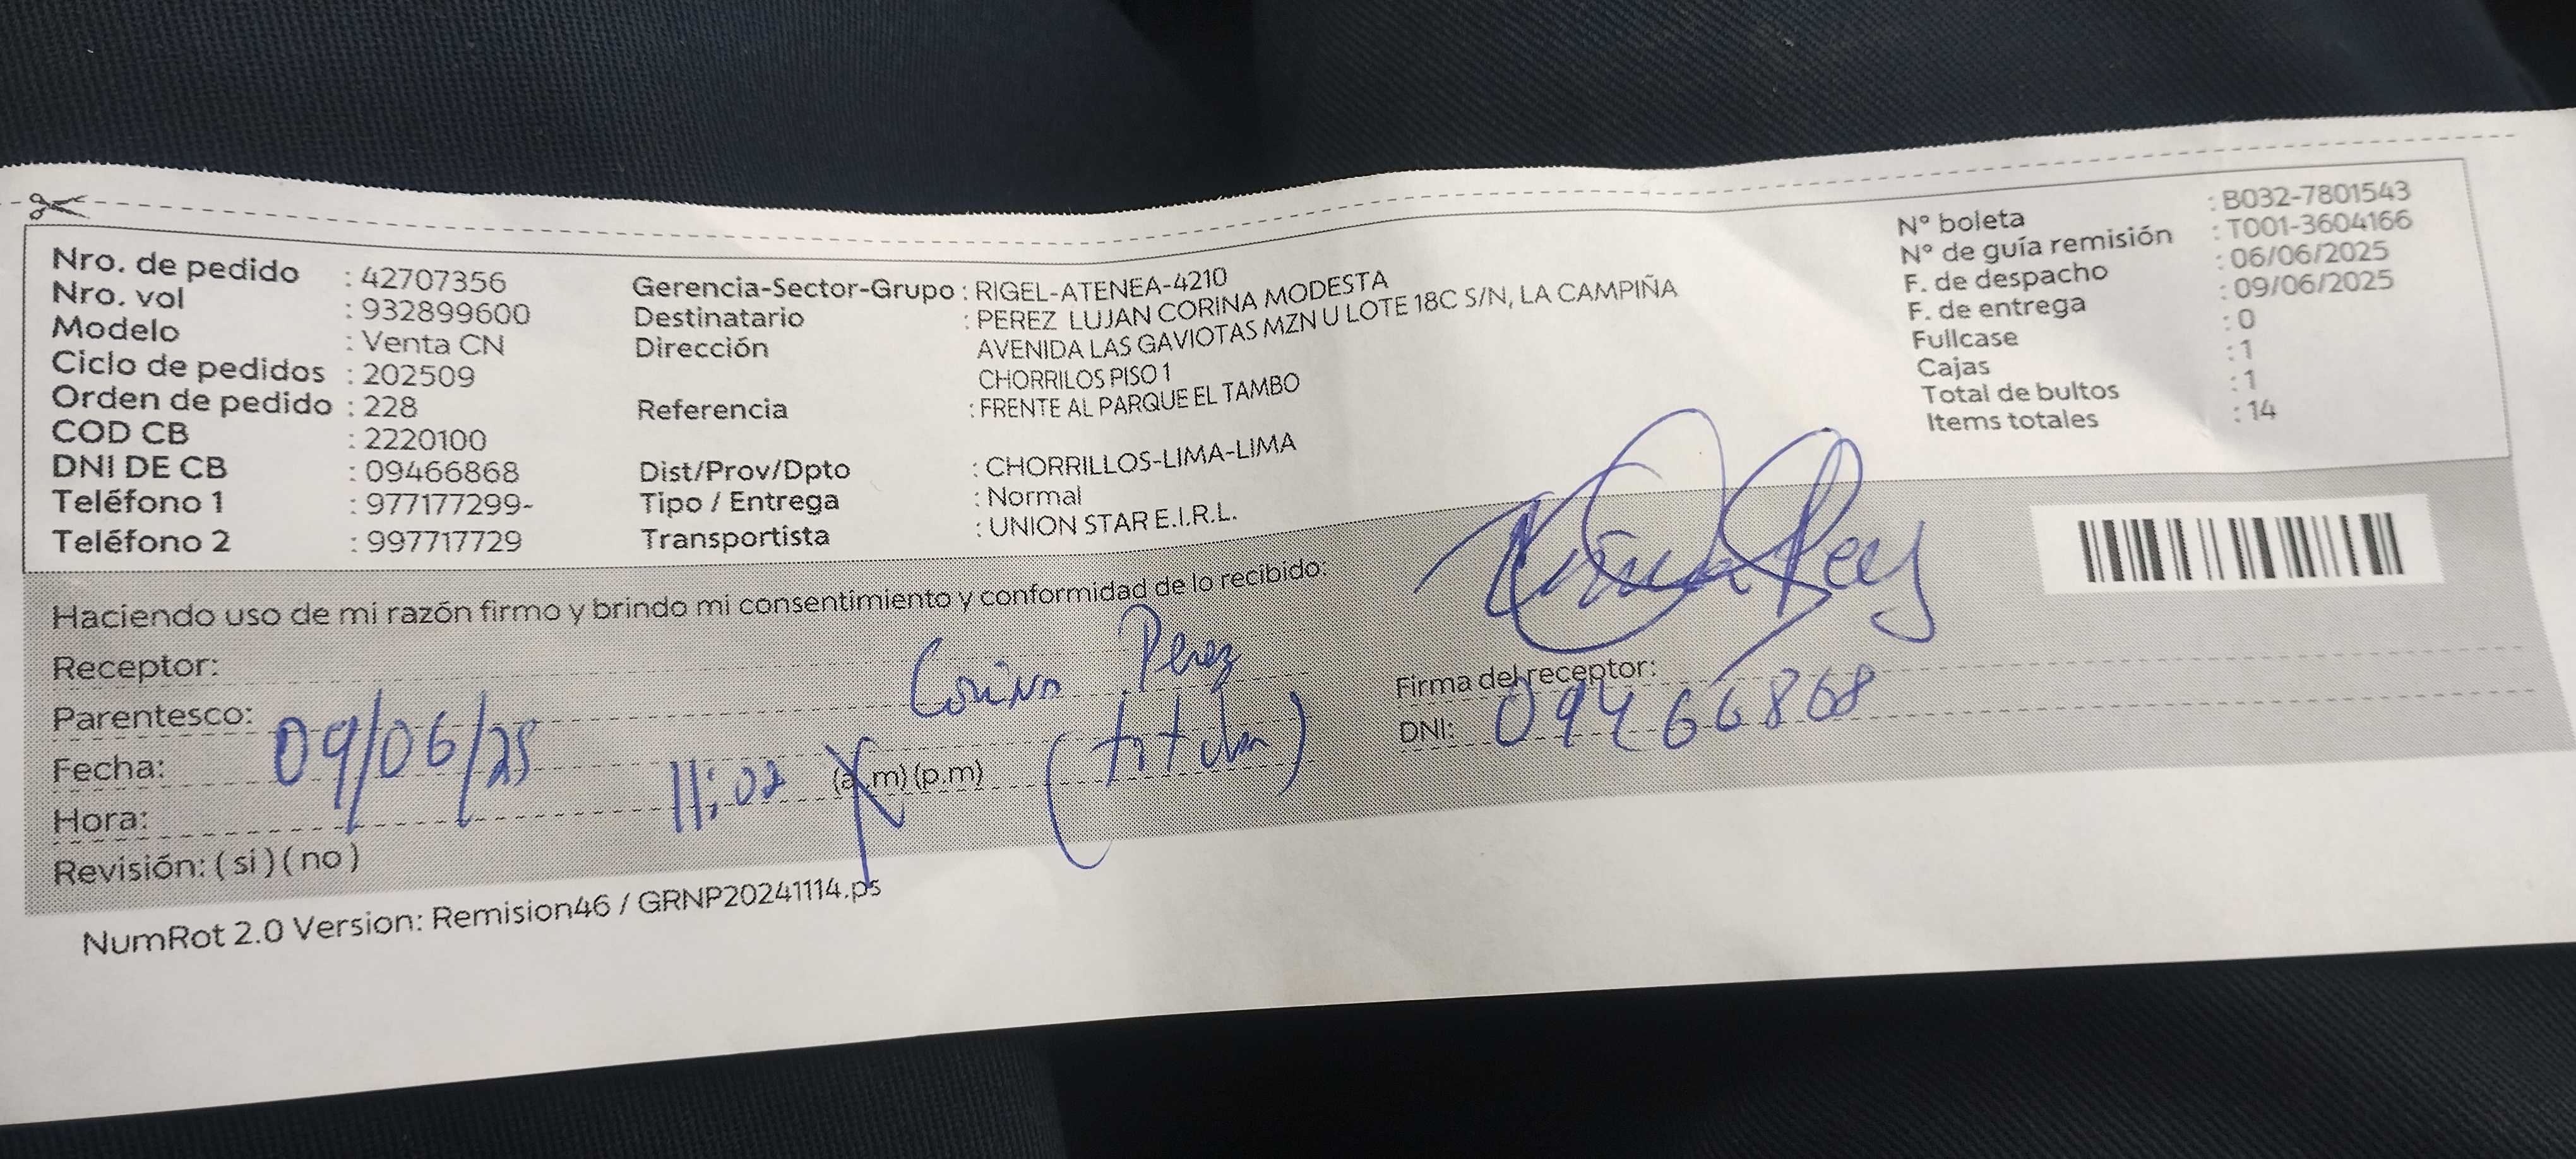 Nro. de pedido : 42707356
Nro. vol : 932899600
Modelo : Venta CN
Ciclo de pedidos : 202509
Orden de pedido : 228
COD CB : 2220100
DNI DE CB : 09466868
Teléfono 1 : 977177299-
Teléfono 2 : 997717729
Gerencia-Sector-Grupo : RIGEL-ATENEA-4210
Destinatario : PEREZ LUJAN CORINA MODESTA
Dirección AVENIDA LAS GAVIOTAS MZN U LOTE 18C S/N, LA CAMPIÑA
CHORRILOS PISO 1
Referencia : FRENTE AL PARQUE EL TAMBO
Dist/Prov/Dpto : CHORRILLOS-LIMA-LIMA
Tipo / Entrega : Normal
Transportista : UNION STAR E.I.R.L.
N° boleta : B032-7801543
N° de guía remisión : T001-3604166
F. de despacho : 06/06/2025
F. de entrega : 09/06/2025
Fullcase : 0
Cajas : 1
Total de bultos : 1
Items totales : 14
Haciendo uso de mi razón firmo y brindo mi consentimiento y conformidad de lo recibido:
Receptor: Corina Perez
Parentesco: (titular)
Fecha: 09/06/25
Hora: 11:02 (a.m) (p.m)
Revisión: ( si ) ( no )
Firma del receptor:
DNI: 09466868
NumRot 2.0 Version: Remision46 / GRNP20241114.ps